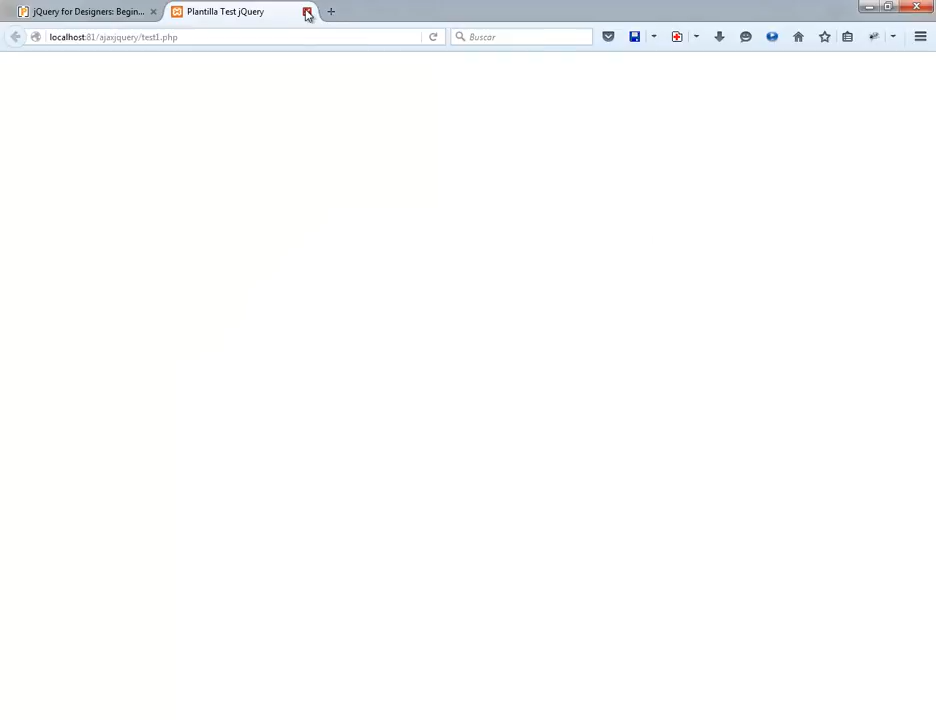 jQuery for Designers: Begin...
Plantilla Test jQuery
localhost:81/ajaxjquery/test1.php
Buscar